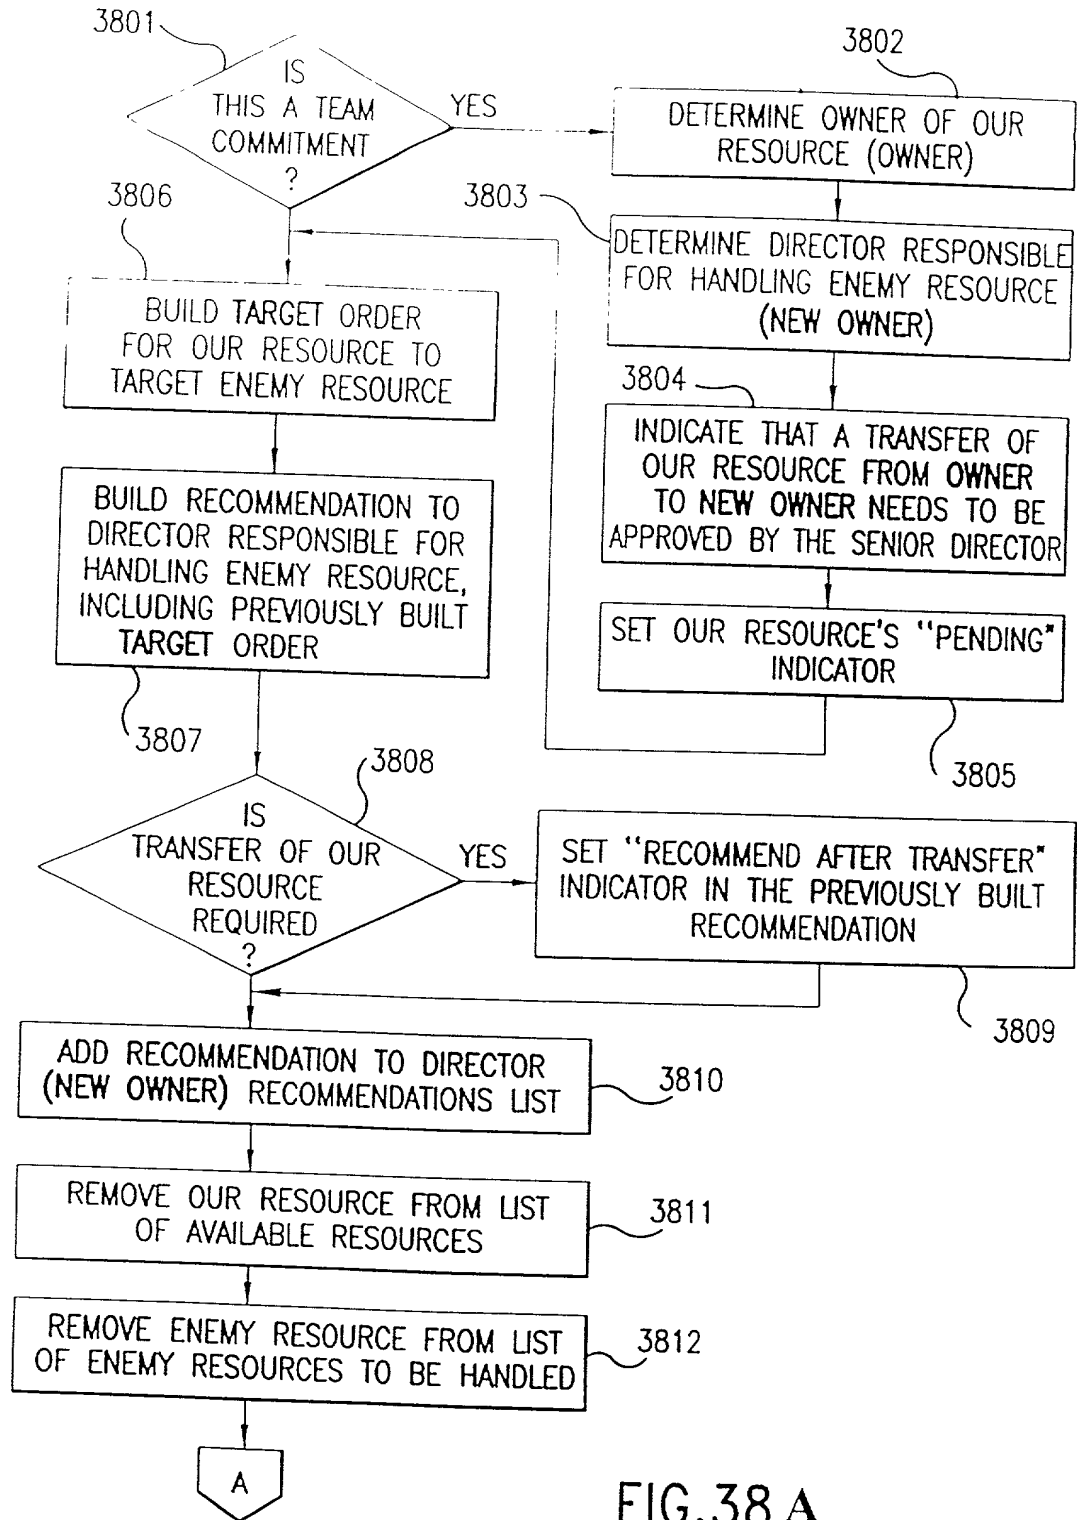 3801
IS
THIS A TEAM
COMMITMENT
?
YES
3802
DETERMINE OWNER OF OUR
RESOURCE (OWNER)
3803
DETERMINE DIRECTOR RESPONSIBLE
FOR HANDLING ENEMY RESOURCE
(NEW OWNER)
3804
INDICATE THAT A TRANSFER OF
OUR RESOURCE FROM OWNER
TO NEW OWNER NEEDS TO BE
APPROVED BY THE SENIOR DIRECTOR
SET OUR RESOURCE'S "PENDING"
INDICATOR
3805
3806
BUILD TARGET ORDER
FOR OUR RESOURCE TO
TARGET ENEMY RESOURCE
BUILD RECOMMENDATION TO
DIRECTOR RESPONSIBLE FOR
HANDLING ENEMY RESOURCE,
INCLUDING PREVIOUSLY BUILT
TARGET ORDER
3807
3808
IS
TRANSFER OF OUR
RESOURCE
REQUIRED
?
YES
SET "RECOMMEND AFTER TRANSFER"
INDICATOR IN THE PREVIOUSLY BUILT
RECOMMENDATION
3809
ADD RECOMMENDATION TO DIRECTOR
(NEW OWNER) RECOMMENDATIONS LIST
3810
REMOVE OUR RESOURCE FROM LIST
OF AVAILABLE RESOURCES
3811
REMOVE ENEMY RESOURCE FROM LIST
OF ENEMY RESOURCES TO BE HANDLED
3812
A
FIG.38 A